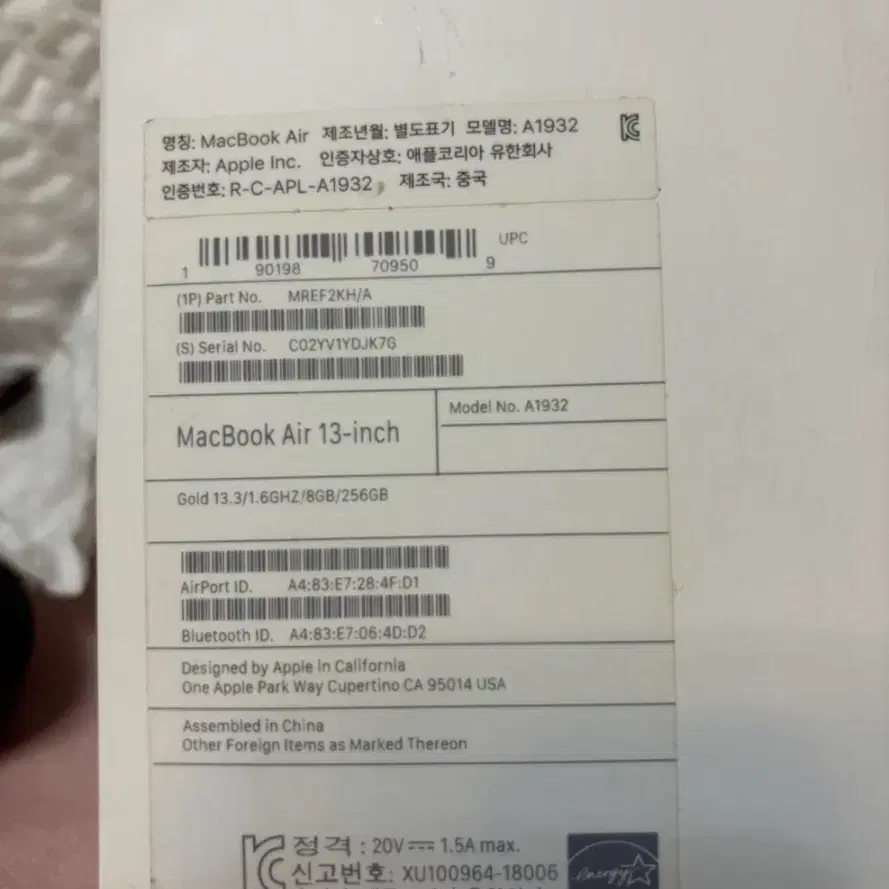 명칭: MacBook Air 제조년월: 별도표기 모델명: A1932
제조자: Apple Inc. 인증자상호: 애플코리아 유한회사
인증번호: R-C-APL-A1932, 제조국: 중국
UPC
1 90198 70950 9
(1P) Part No. MREF2KH/A
(S) Serial No. C02YV1YDJK7G
MacBook Air 13-inch
Model No. A1932
Gold 13.3/1.6GHZ/8GB/256GB
AirPort ID. A4:83:E7:28:4F:D1
Bluetooth ID. A4:83:E7:06:4D:D2
Designed by Apple in California
One Apple Park Way Cupertino CA 95014 USA
Assembled in China
Other Foreign Items as Marked Thereon
정격 : 20V⎓ 1.5A max.
신고번호: XU100964-18006
energy